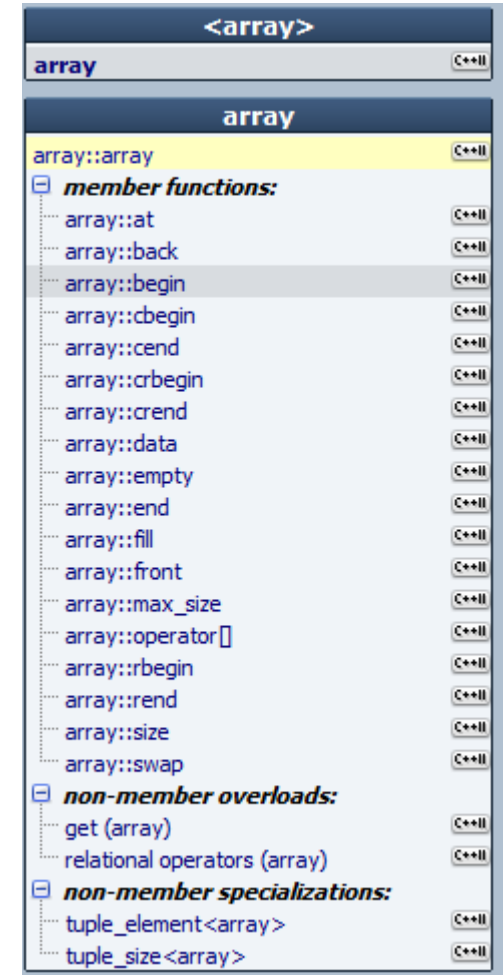 <array>
array C++11
array
array::array C++11
member functions:
array::at C++11
array::back C++11
array::begin C++11
array::cbegin C++11
array::cend C++11
array::crbegin C++11
array::crend C++11
array::data C++11
array::empty C++11
array::end C++11
array::fill C++11
array::front C++11
array::max_size C++11
array::operator[] C++11
array::rbegin C++11
array::rend C++11
array::size C++11
array::swap C++11
non-member overloads:
get (array) C++11
relational operators (array) C++11
non-member specializations:
tuple_element<array> C++11
tuple_size<array> C++11